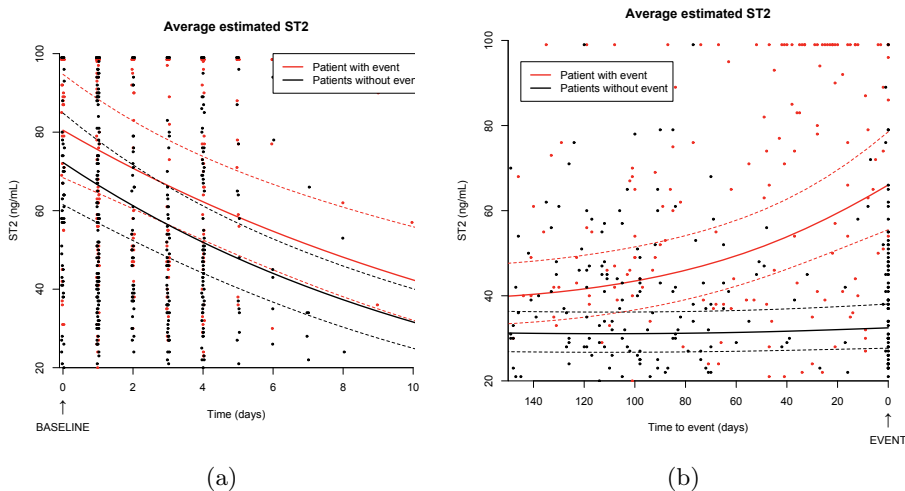 Average estimated ST2
Patient with event
Patients without even
ST2 (ng/mL)
100
80
60
40
20
0 2 4 6 8 10
Time (days)
↑
BASELINE
(a)
Average estimated ST2
Patient with event
Patients without event
ST2 (ng/mL)
100
80
60
40
20
140 120 100 80 60 40 20 0
Time to event (days)
↑
EVENT
(b)